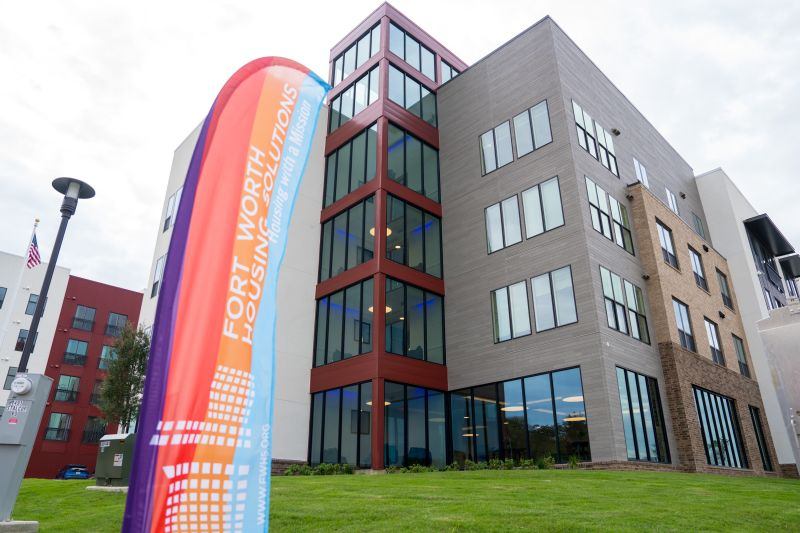 FORT WORTH
HOUSING SOLUTIONS
Housing with a Mission
WWW.FWHS.ORG